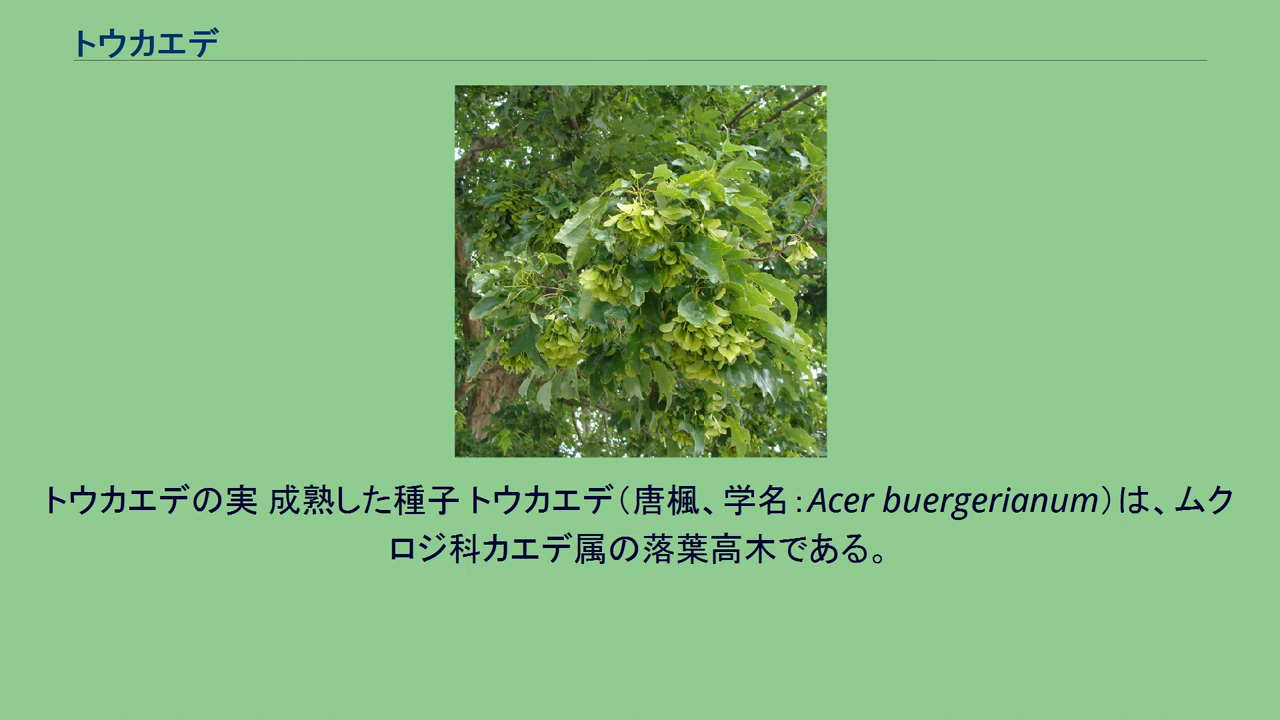 トウカエデ
トウカエデの実 成熟した種子 トウカエデ（唐楓、学名：Acer buergerianum）は、ムク
ロジ科カエデ属の落葉高木である。